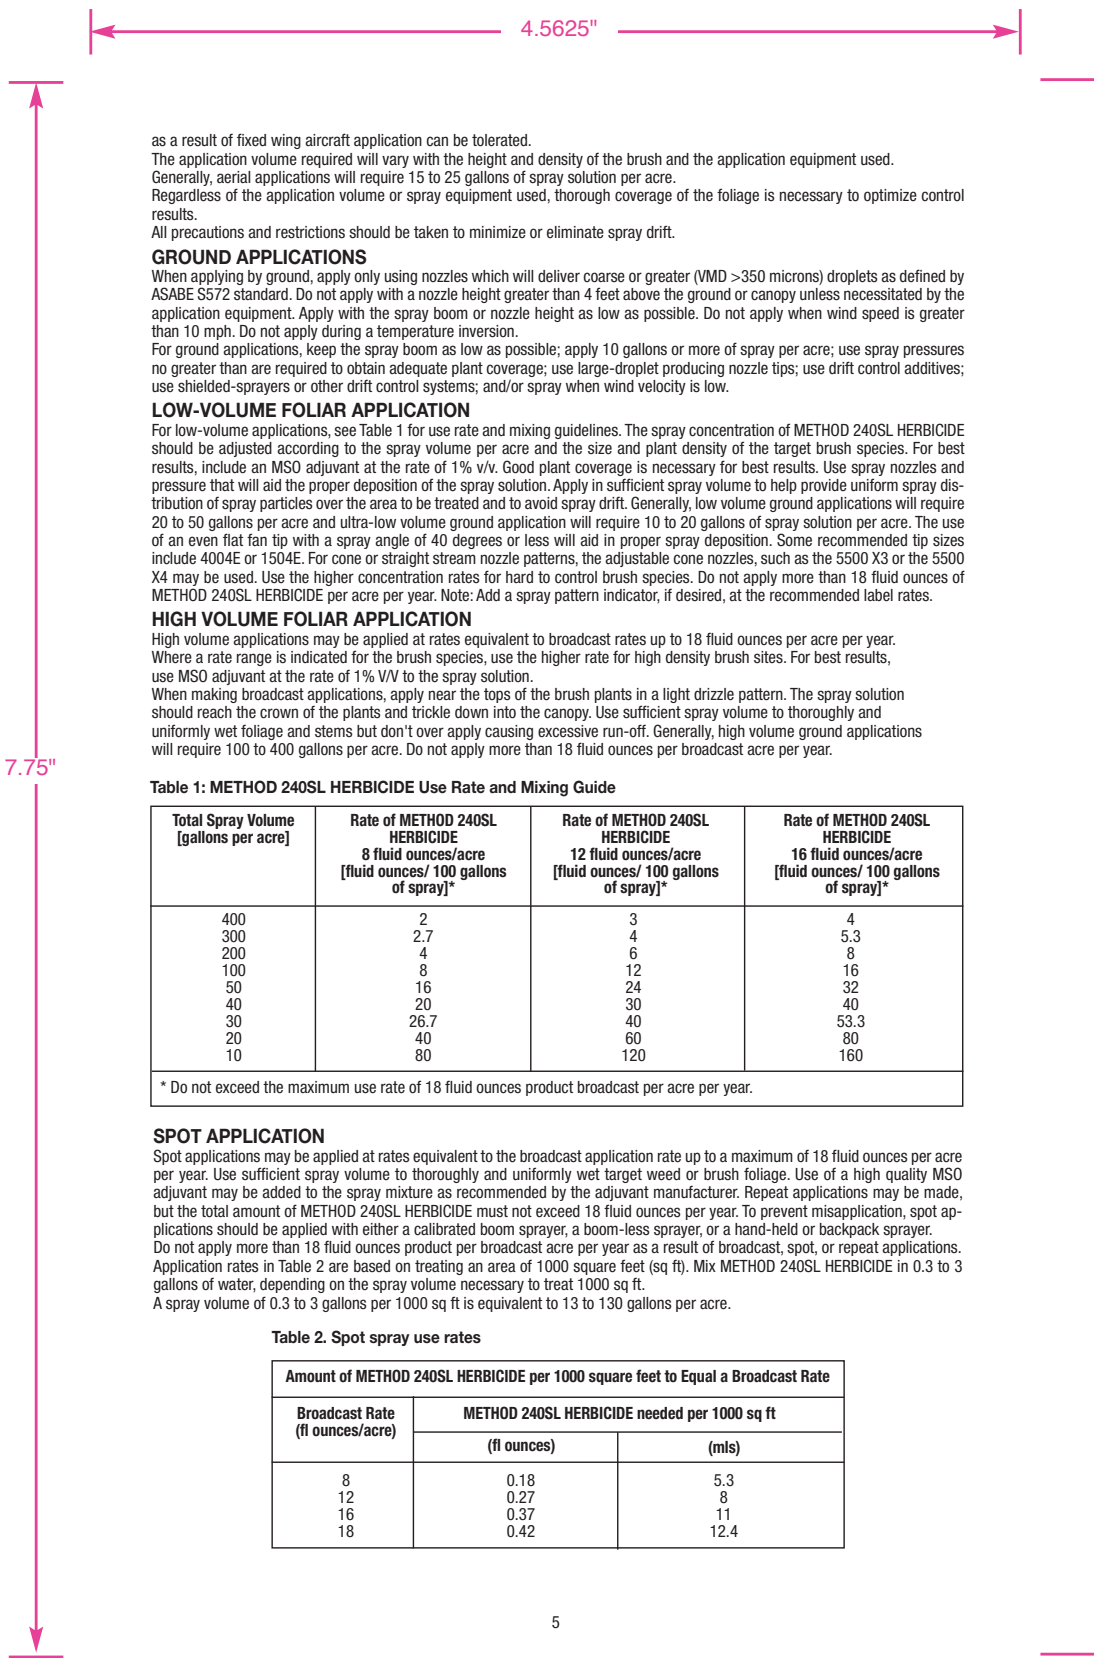 4.5625"
7.75"
as a result of fixed wing aircraft application can be tolerated.
The application volume required will vary with the height and density of the brush and the application equipment used.
Generally, aerial applications will require 15 to 25 gallons of spray solution per acre.
Regardless of the application volume or spray equipment used, thorough coverage of the foliage is necessary to optimize control
results.
All precautions and restrictions should be taken to minimize or eliminate spray drift.
GROUND APPLICATIONS
When applying by ground, apply only using nozzles which will deliver coarse or greater (VMD >350 microns) droplets as defined by
ASABE S572 standard. Do not apply with a nozzle height greater than 4 feet above the ground or canopy unless necessitated by the
application equipment. Apply with the spray boom or nozzle height as low as possible. Do not apply when wind speed is greater
than 10 mph. Do not apply during a temperature inversion.
For ground applications, keep the spray boom as low as possible; apply 10 gallons or more of spray per acre; use spray pressures
no greater than are required to obtain adequate plant coverage; use large-droplet producing nozzle tips; use drift control additives;
use shielded-sprayers or other drift control systems; and/or spray when wind velocity is low.
LOW-VOLUME FOLIAR APPLICATION
For low-volume applications, see Table 1 for use rate and mixing guidelines. The spray concentration of METHOD 240SL HERBICIDE
should be adjusted according to the spray volume per acre and the size and plant density of the target brush species. For best
results, include an MSO adjuvant at the rate of 1% v/v. Good plant coverage is necessary for best results. Use spray nozzles and
pressure that will aid the proper deposition of the spray solution. Apply in sufficient spray volume to help provide uniform spray dis-
tribution of spray particles over the area to be treated and to avoid spray drift. Generally, low volume ground applications will require
20 to 50 gallons per acre and ultra-low volume ground application will require 10 to 20 gallons of spray solution per acre. The use
of an even flat fan tip with a spray angle of 40 degrees or less will aid in proper spray deposition. Some recommended tip sizes
include 4004E or 1504E. For cone or straight stream nozzle patterns, the adjustable cone nozzles, such as the 5500 X3 or the 5500
X4 may be used. Use the higher concentration rates for hard to control brush species. Do not apply more than 18 fluid ounces of
METHOD 240SL HERBICIDE per acre per year. Note: Add a spray pattern indicator, if desired, at the recommended label rates.
HIGH VOLUME FOLIAR APPLICATION
High volume applications may be applied at rates equivalent to broadcast rates up to 18 fluid ounces per acre per year.
Where a rate range is indicated for the brush species, use the higher rate for high density brush sites. For best results,
use MSO adjuvant at the rate of 1% V/V to the spray solution.
When making broadcast applications, apply near the tops of the brush plants in a light drizzle pattern. The spray solution
should reach the crown of the plants and trickle down into the canopy. Use sufficient spray volume to thoroughly and
uniformly wet foliage and stems but don't over apply causing excessive run-off. Generally, high volume ground applications
will require 100 to 400 gallons per acre. Do not apply more than 18 fluid ounces per broadcast acre per year.
Table 1: METHOD 240SL HERBICIDE Use Rate and Mixing Guide
Total Spray Volume Rate of METHOD 240SL Rate of METHOD 240SL Rate of METHOD 240SL
[gallons per acre] HERBICIDE HERBICIDE HERBICIDE
8 fluid ounces/acre 12 fluid ounces/acre 16 fluid ounces/acre
[fluid ounces/ 100 gallons [fluid ounces/ 100 gallons [fluid ounces/ 100 gallons
of spray]* of spray]* of spray]*
400 2 3 4
300 2.7 4 5.3
200 4 6 8
100 8 12 16
50 16 24 32
40 20 30 40
30 26.7 40 53.3
20 40 60 80
10 80 120 160
* Do not exceed the maximum use rate of 18 fluid ounces product broadcast per acre per year.
SPOT APPLICATION
Spot applications may be applied at rates equivalent to the broadcast application rate up to a maximum of 18 fluid ounces per acre
per year. Use sufficient spray volume to thoroughly and uniformly wet target weed or brush foliage. Use of a high quality MSO
adjuvant may be added to the spray mixture as recommended by the adjuvant manufacturer. Repeat applications may be made,
but the total amount of METHOD 240SL HERBICIDE must not exceed 18 fluid ounces per year. To prevent misapplication, spot ap-
plications should be applied with either a calibrated boom sprayer, a boom-less sprayer, or a hand-held or backpack sprayer.
Do not apply more than 18 fluid ounces product per broadcast acre per year as a result of broadcast, spot, or repeat applications.
Application rates in Table 2 are based on treating an area of 1000 square feet (sq ft). Mix METHOD 240SL HERBICIDE in 0.3 to 3
gallons of water, depending on the spray volume necessary to treat 1000 sq ft.
A spray volume of 0.3 to 3 gallons per 1000 sq ft is equivalent to 13 to 130 gallons per acre.
Table 2. Spot spray use rates
Amount of METHOD 240SL HERBICIDE per 1000 square feet to Equal a Broadcast Rate
Broadcast Rate METHOD 240SL HERBICIDE needed per 1000 sq ft
(fl ounces/acre)
(fl ounces) (mls)
8 0.18 5.3
12 0.27 8
16 0.37 11
18 0.42 12.4
5